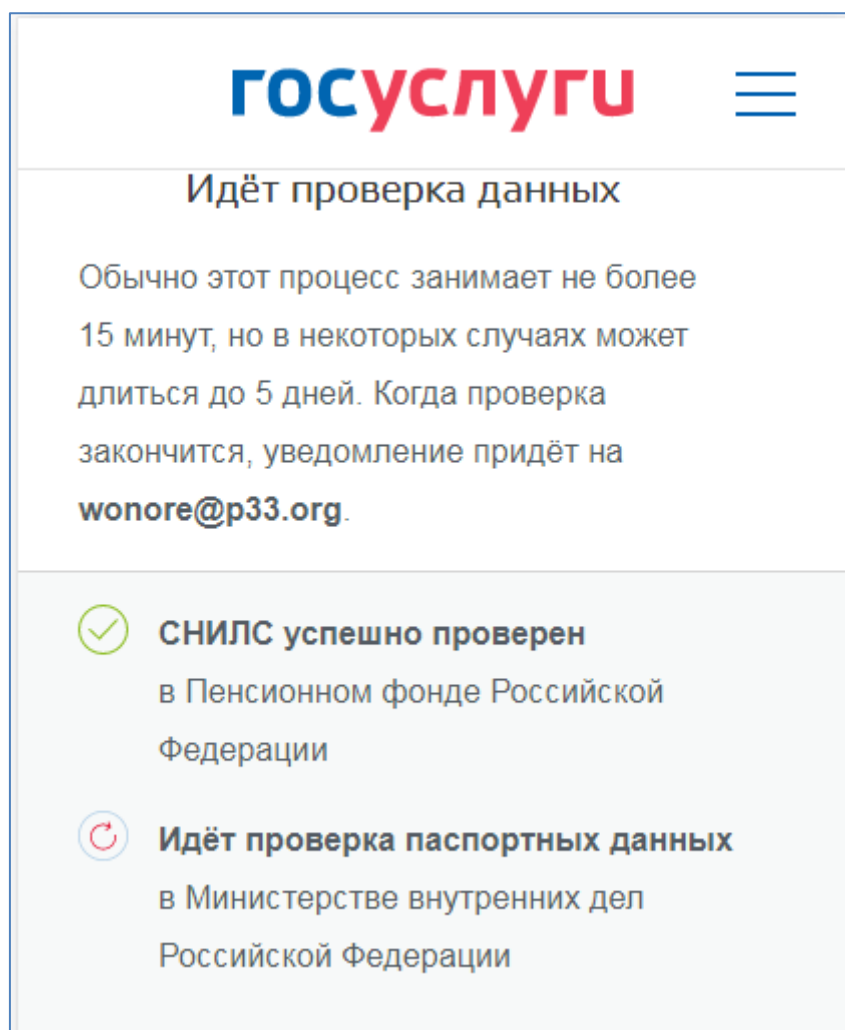 госуслуги
Идёт проверка данных
Обычно этот процесс занимает не более
15 минут, но в некоторых случаях может
длиться до 5 дней. Когда проверка
закончится, уведомление придёт на
wonore@p33.org.
СНИЛС успешно проверен
в Пенсионном фонде Российской
Федерации
Идёт проверка паспортных данных
в Министерстве внутренних дел
Российской Федерации